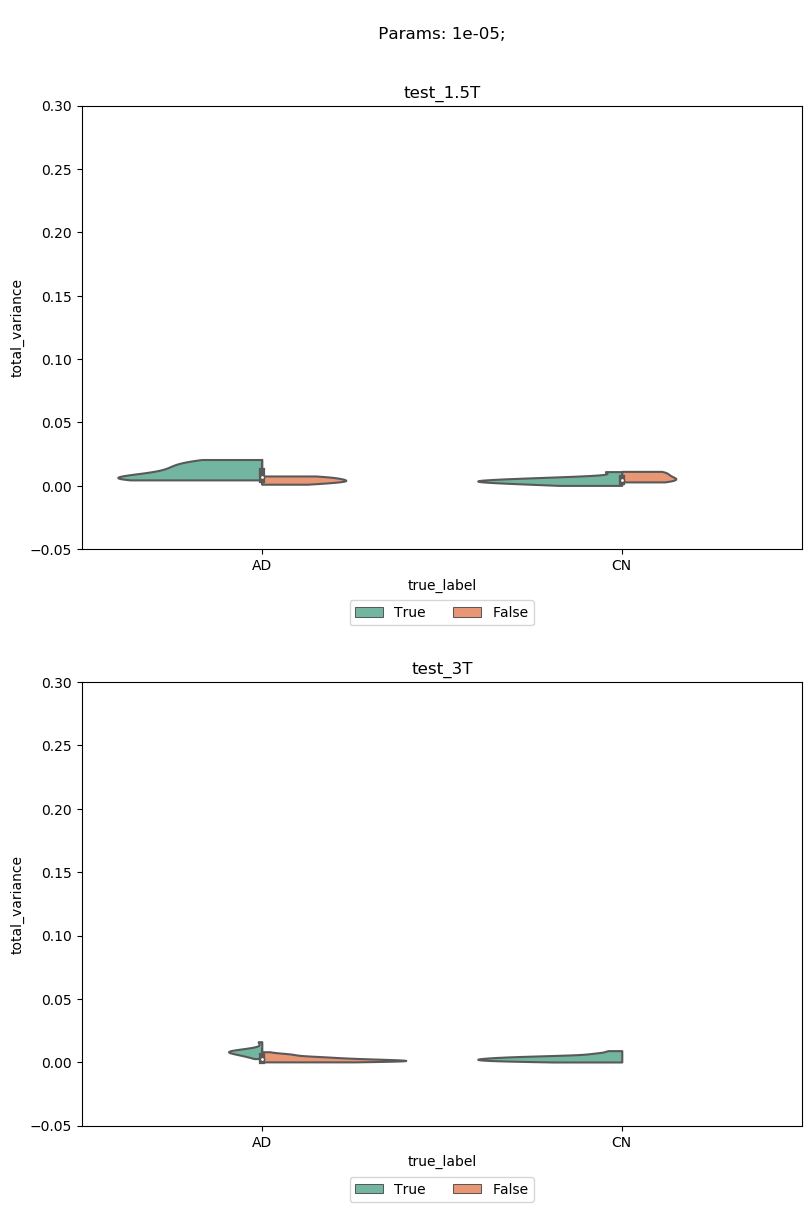 Params: 1e-05;
test_1.5T
0.30
0.25
0.20
0.15
0.10
0.05
0.00
−0.05
total_variance
AD CN
true_label
True False
test_3T
0.30
0.25
0.20
0.15
0.10
0.05
0.00
−0.05
total_variance
AD CN
true_label
True False